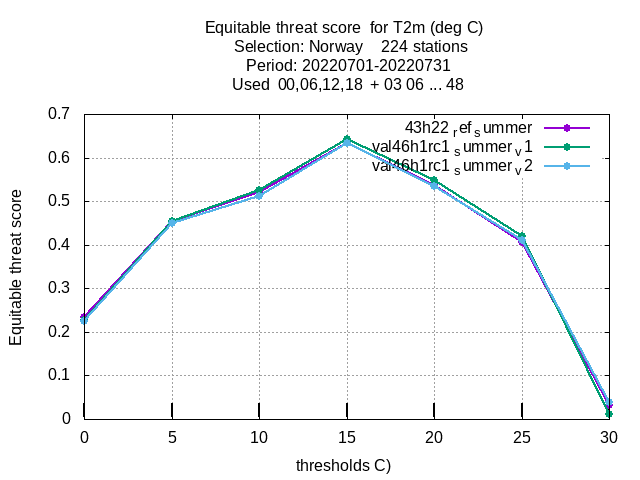 Equitable threat score  for T2m (deg C)
Selection: Norway    224 stations
Period: 20220701-20220731
Used  00,06,12,18  + 03 06 ... 48
43h22 ref summer
val46h1rc1 summer v1
val46h1rc1 summer v2
Equitable threat score
0.7
0.6
0.5
0.4
0.3
0.2
0.1
0
0 5 10 15 20 25 30
thresholds C)